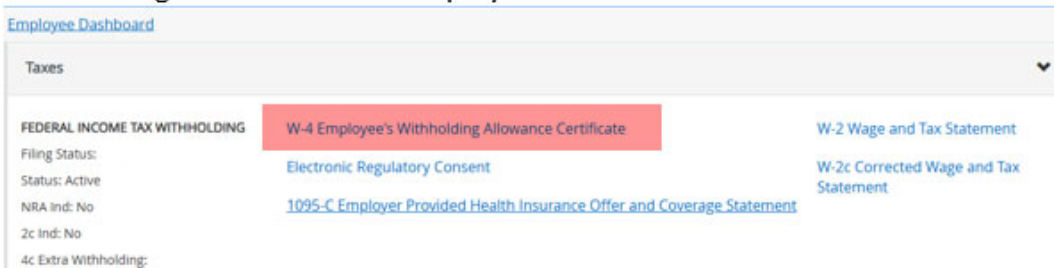 Employee Dashboard
Taxes
FEDERAL INCOME TAX WITHHOLDING
Filing Status:
Status: Active
NRA Ind: No
2c Ind: No
4c Extra Withholding:
W-4 Employee's Withholding Allowance Certificate
Electronic Regulatory Consent
1095-C Employer Provided Health Insurance Offer and Coverage Statement
W-2 Wage and Tax Statement
W-2c Corrected Wage and Tax
Statement